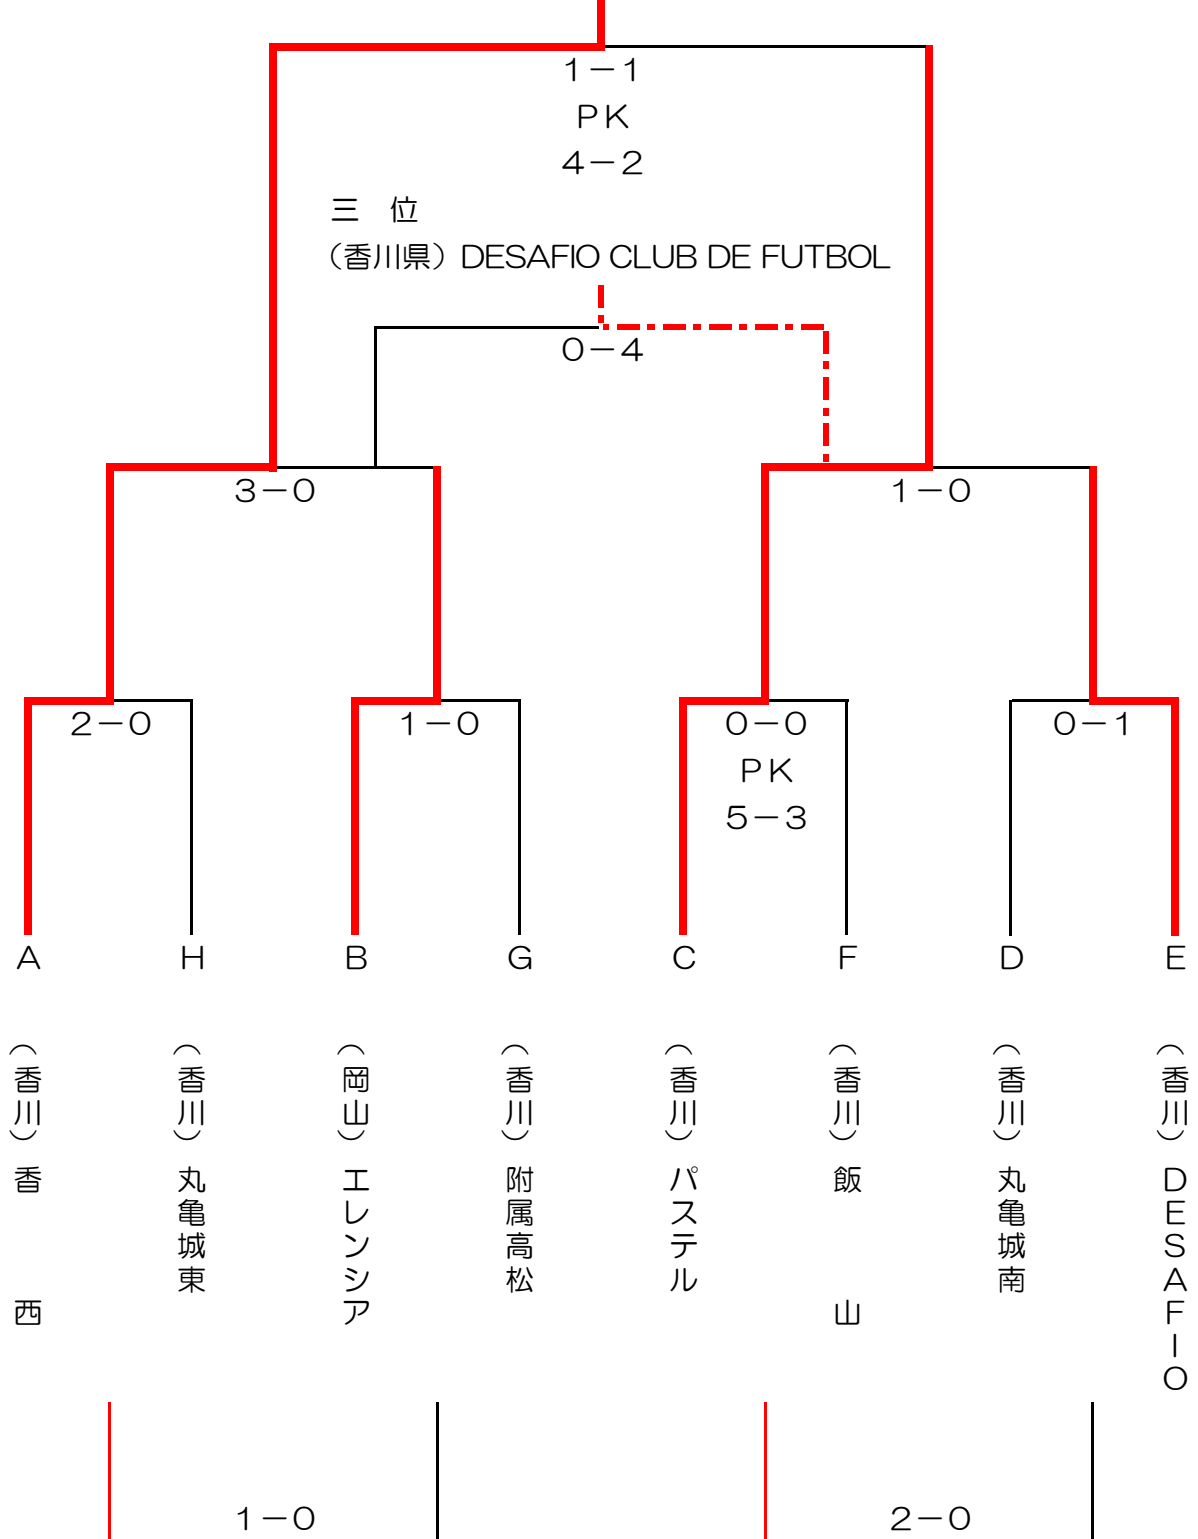 1－1
PK
4－2
三　位
（香川県）DESAFIO CLUB DE FUTBOL
0－4
3－0
1－0
2－0
1－0
0－0
PK
5－3
0－1
A
H
B
G
C
F
D
E
（香川）香　　西
（香川）丸亀城東
（岡山）エレンシア
（香川）附属高松
（香川）パステル
（香川）飯　　山
（香川）丸亀城南
（香川）DESAFIO
1－0
2－0